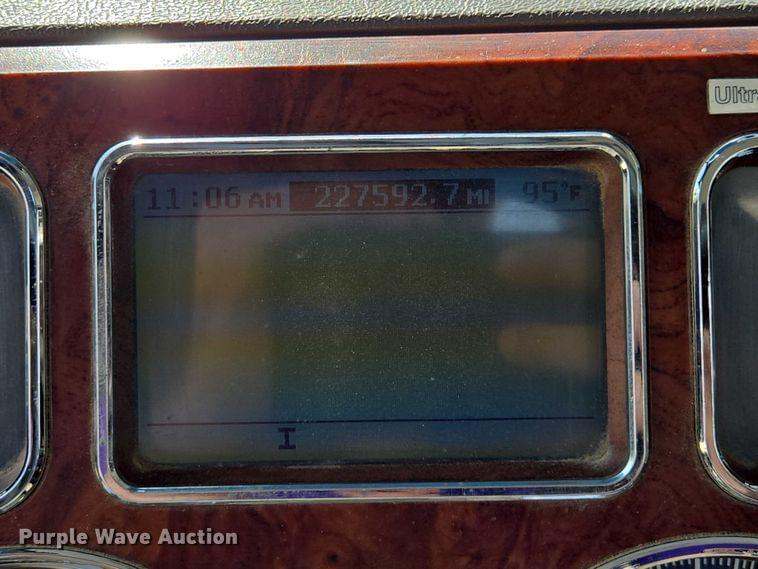 Ultr
11:06 AM 227592.7 MI 95°F
I
Purple Wave Auction